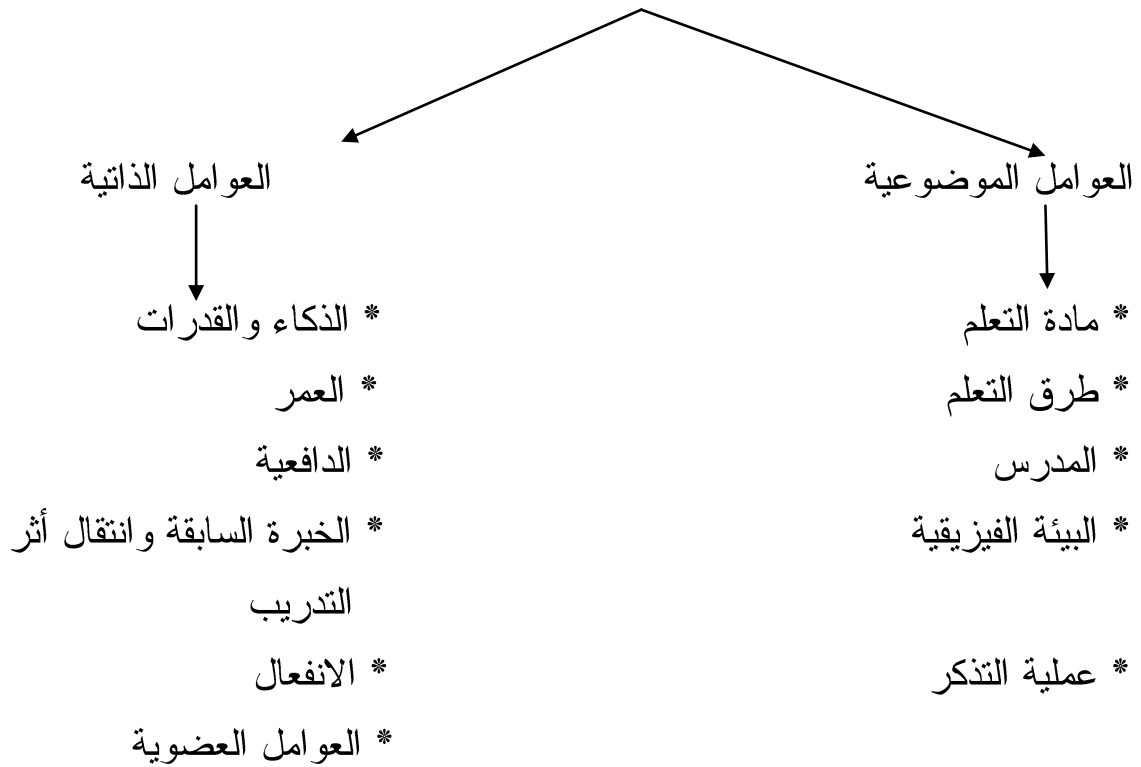 العوامل الموضوعية
* مادة التعلم
* طرق التعلم
* المدرس
* البيئة الفيزيقية
* عملية التذكر
العوامل الذاتية
* الذكاء والقدرات
* العمر
* الدافعية
* الخبرة السابقة وانتقال أثر
التدريب
* الانفعال
* العوامل العضوية